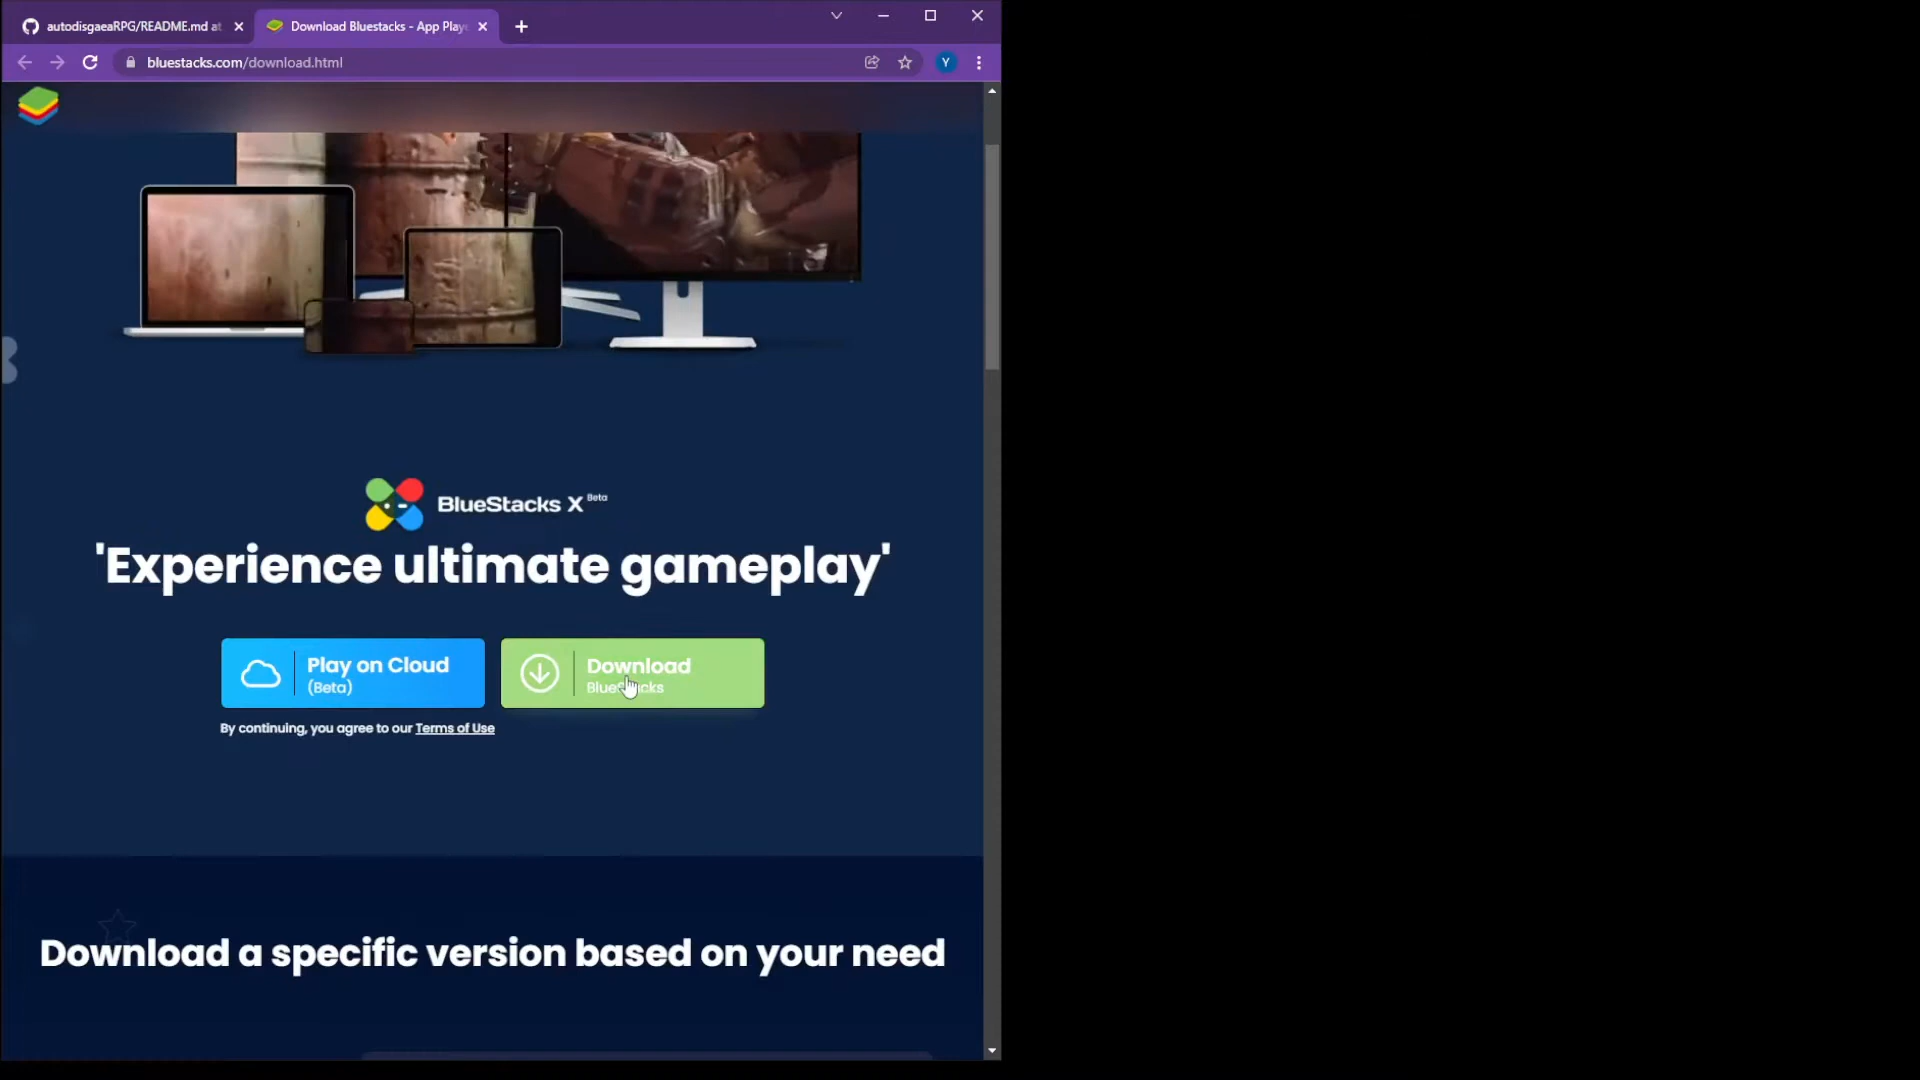 autodisgaeaRPG/README.md at
Download Bluestacks - App Play
bluestacks.com/download.html
Y
BlueStacks X Beta
'Experience ultimate gameplay'
Play on Cloud
(Beta)
Download
BlueStacks
By continuing, you agree to our Terms of Use
Download a specific version based on your need